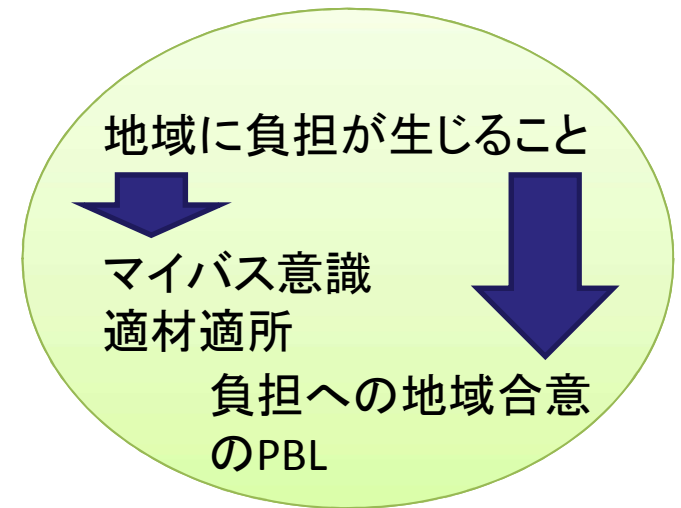 地域に負担が生じること
マイバス意識
適材適所
負担への地域合意
のPBL